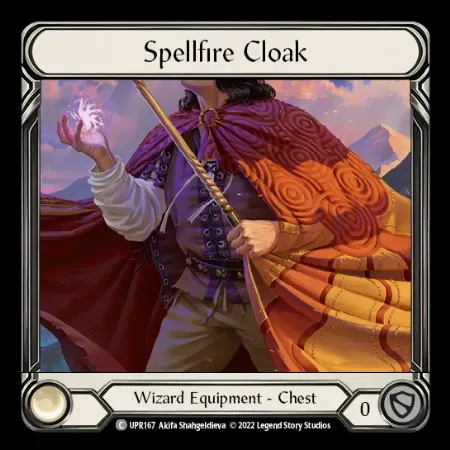 Spellfire Cloak
Wizard Equipment - Chest
0
C UPR167 Akifa Shahgeldieva © 2022 Legend Story Studios